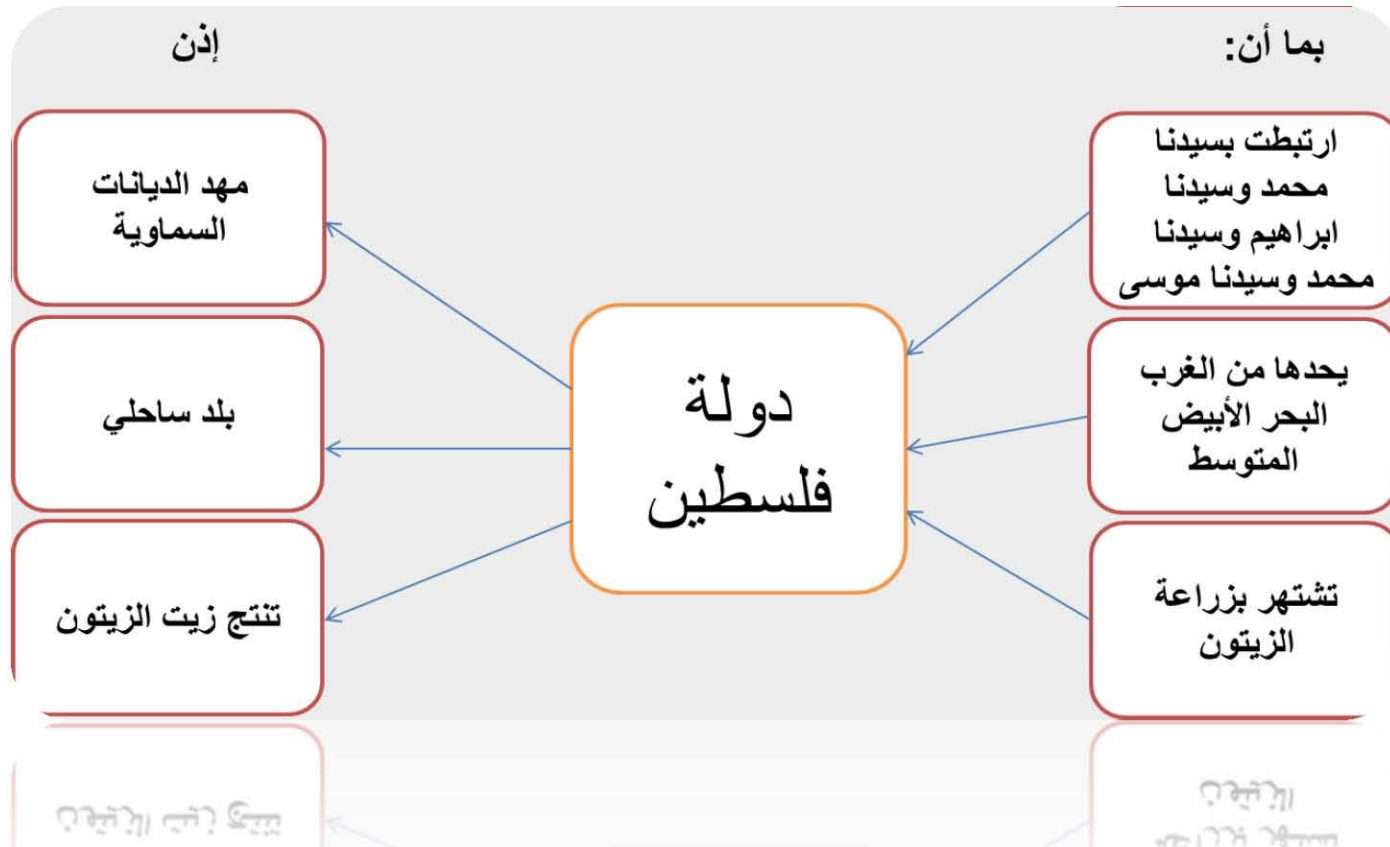 بما أن:
إذن
ارتبطت بسيدنا
محمد وسيدنا
ابراهيم وسيدنا
محمد وسيدنا موسى
يحدها من الغرب
البحر الأبيض
المتوسط
تشتهر بزراعة
الزيتون
دولة
فلسطين
مهد الديانات
السماوية
بلد ساحلي
تنتج زيت الزيتون